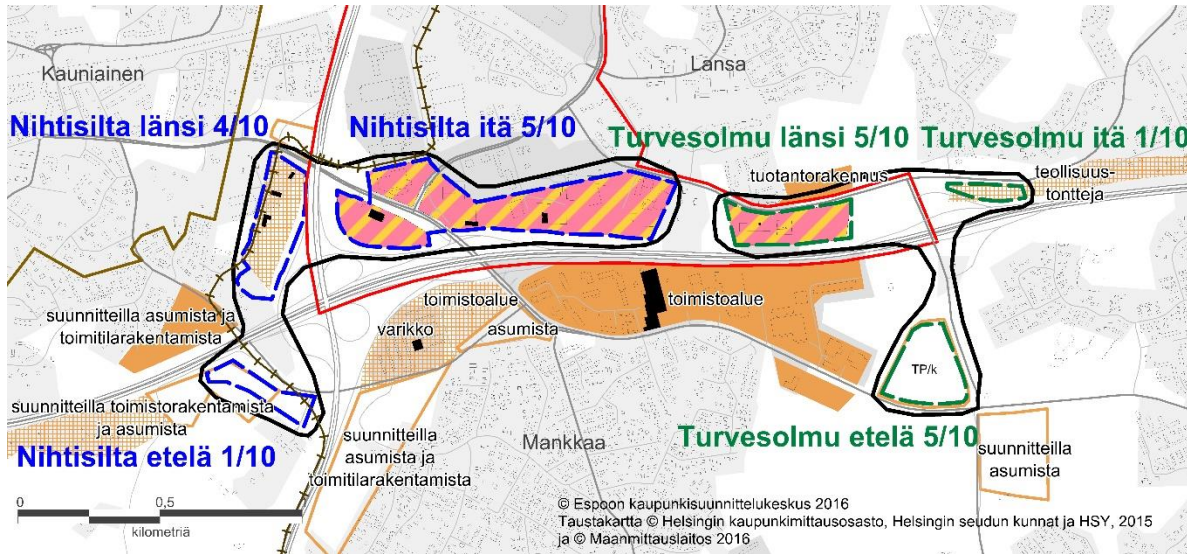 Kauniainen
Länsa
Nihtisilta länsi 4/10
Nihtisilta itä 5/10
Turvesolmu länsi 5/10
Turvesolmu itä 1/10
tuotantorakennus
teollisuus-
tontteja
suunnitteilla asumista ja
toimitilarakentamista
toimistoalue
varikko
asumista
toimistoalue
TP/k
suunnitteilla toimistorakentamista
ja asumista
Nihtisilta etelä 1/10
suunnitteilla
asumista ja
toimitilarakentamista
Mankkaa
Turvesolmu etelä 5/10
suunnitteilla
asumista
0
0,5
kilometriä
© Espoon kaupunkisuunnittelukeskus 2016
Taustakartta © Helsingin kaupunkimittausosasto, Helsingin seudun kunnat ja HSY, 2015
ja © Maanmittauslaitos 2016